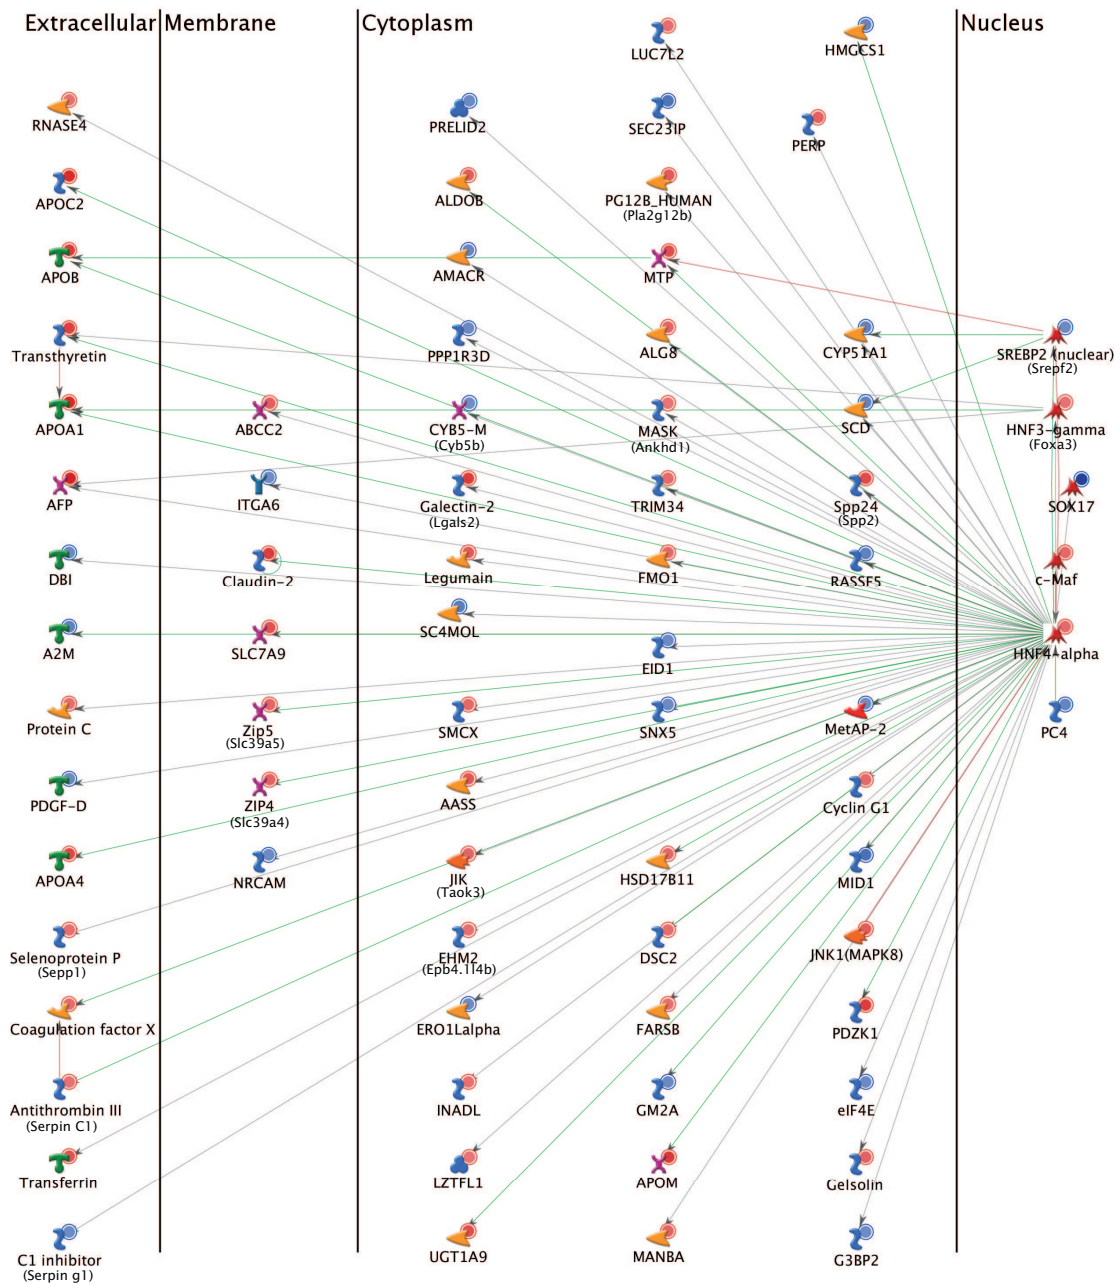 Extracellular
Membrane
Cytoplasm
Nucleus
LUC7L2
HMGCS1
RNASE4
PRELID2
SEC23IP
PERP
APOC2
ALDOB
PG12B_HUMAN
(Pla2g12b)
APOB
AMACR
MTP
Transthyretin
PPP1R3D
ALG8
CYP51A1
SREBP2 (nuclear)
(Srepf2)
APOA1
ABCC2
CYB5-M
(Cyb5b)
MASK
(Ankhd1)
SCD
HNF3-gamma
(Foxa3)
AFP
ITGA6
Galectin-2
(Lgals2)
TRIM34
Spp24
(Spp2)
SOX17
DBI
Claudin-2
Legumain
FMO1
RASSF5
c-Maf
A2M
SLC7A9
SC4MOL
EID1
HNF4-alpha
Protein C
Zip5
(Slc39a5)
SMCX
SNX5
MetAP-2
PC4
PDGF-D
ZIP4
(Slc39a4)
AASS
Cyclin G1
APOA4
NRCAM
JIK
(Taok3)
HSD17B11
MID1
Selenoprotein P
(Sepp1)
EHM2
(Epb4.1l4b)
DSC2
JNK1(MAPK8)
Coagulation factor X
ERO1Lalpha
FARSB
PDZK1
Antithrombin III
(Serpin C1)
INADL
GM2A
eIF4E
Transferrin
LZTFL1
APOM
Gelsolin
C1 inhibitor
(Serpin g1)
UGT1A9
MANBA
G3BP2